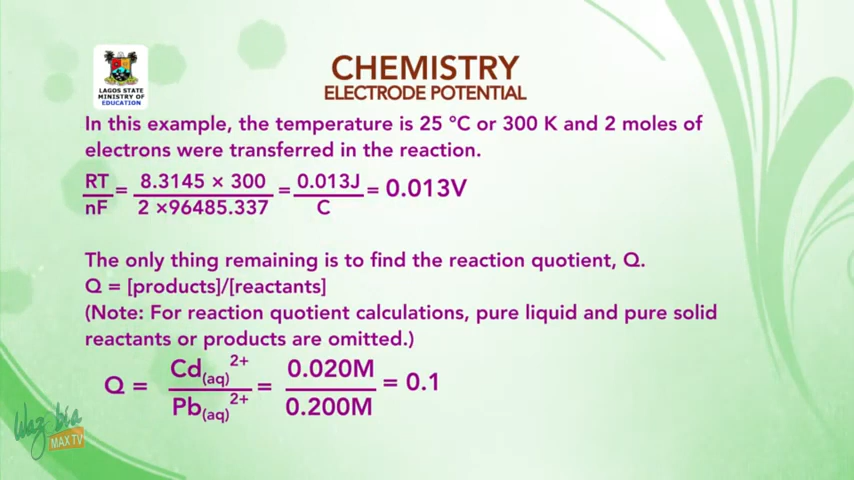 LAGOS STATE
MINISTRY OF
EDUCATION
CHEMISTRY
ELECTRODE POTENTIAL
In this example, the temperature is 25 °C or 300 K and 2 moles of
electrons were transferred in the reaction.
RT/nF = 8.3145 × 300/2 ×96485.337 = 0.013J/C = 0.013V
The only thing remaining is to find the reaction quotient, Q.
Q = [products]/[reactants]
(Note: For reaction quotient calculations, pure liquid and pure solid
reactants or products are omitted.)
Q = Cd(aq)2+/Pb(aq)2+ = 0.020M/0.200M = 0.1
Wazobia
MAX TV